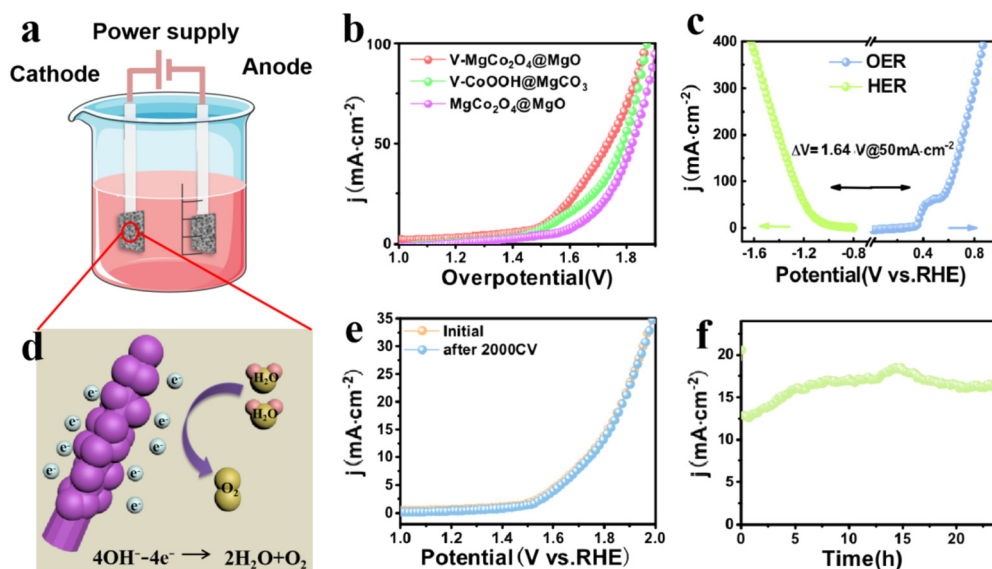 a
Power supply
Cathode
Anode
b
j (mA·cm⁻²)
100
50
0
V-MgCo₂O₄@MgO
V-CoOOH@MgCO₃
MgCo₂O₄@MgO
1.0 1.2 1.4 1.6 1.8
Overpotential(V)
c
j (mA·cm⁻²)
400
300
200
100
0
OER
HER
ΔV= 1.64 V@50mA·cm⁻²
-1.6 -1.2 -0.8 0.4 0.8
Potential(V vs.RHE)
d
e⁻
e⁻
e⁻
e⁻
e⁻
e⁻
e⁻
e⁻
e⁻
H₂O
H₂O
O₂
4OH⁻-4e⁻ → 2H₂O+O₂
e
j (mA·cm⁻²)
35
30
25
20
15
10
5
0
Initial
after 2000CV
1.0 1.2 1.4 1.6 1.8 2.0
Potential(V vs.RHE)
f
j (mA·cm⁻²)
25
20
15
10
5
0
0 5 10 15 20
Time(h)